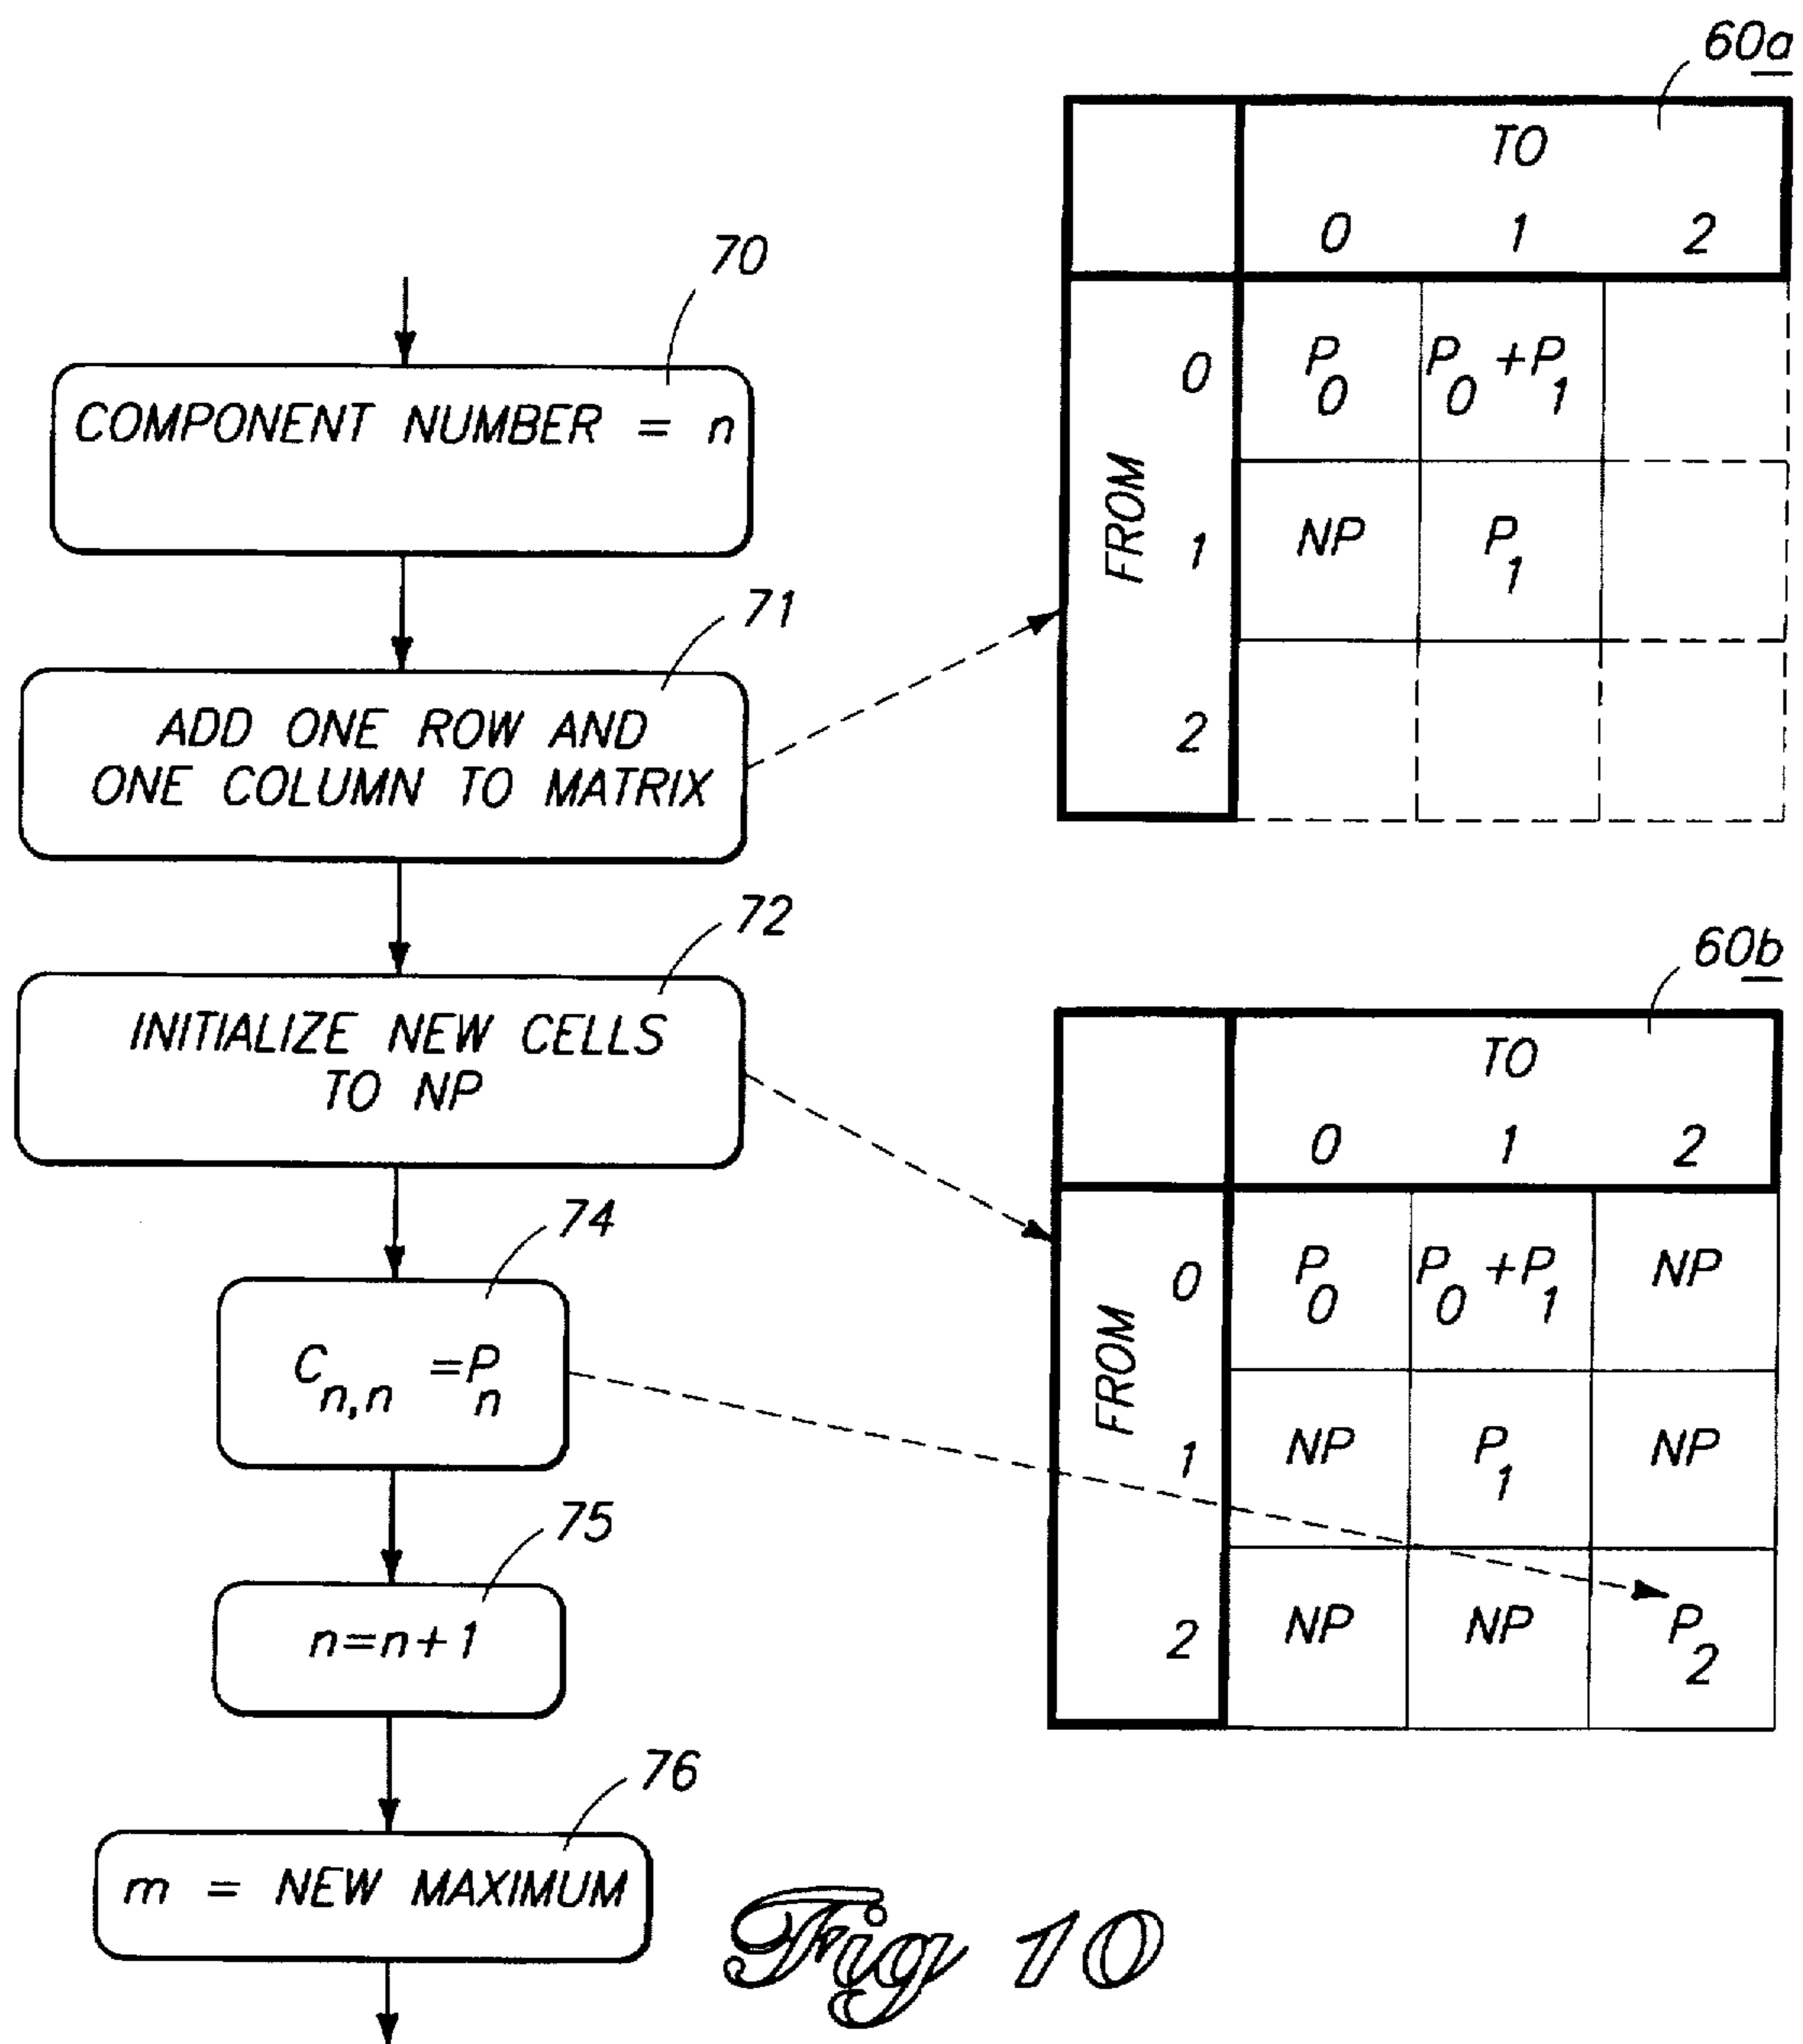 70
COMPONENT NUMBER = n
71
ADD ONE ROW AND
ONE COLUMN TO MATRIX
72
INITIALIZE NEW CELLS
TO NP
74
C n,n = P n
75
n=n+1
76
m = NEW MAXIMUM
60a
TO
0 1 2
FROM
0 P0 P0 +P1
1 NP P1
2
60b
TO
0 1 2
FROM
0 P0 P0 +P1 NP
1 NP P1 NP
2 NP NP P2
Fig 10